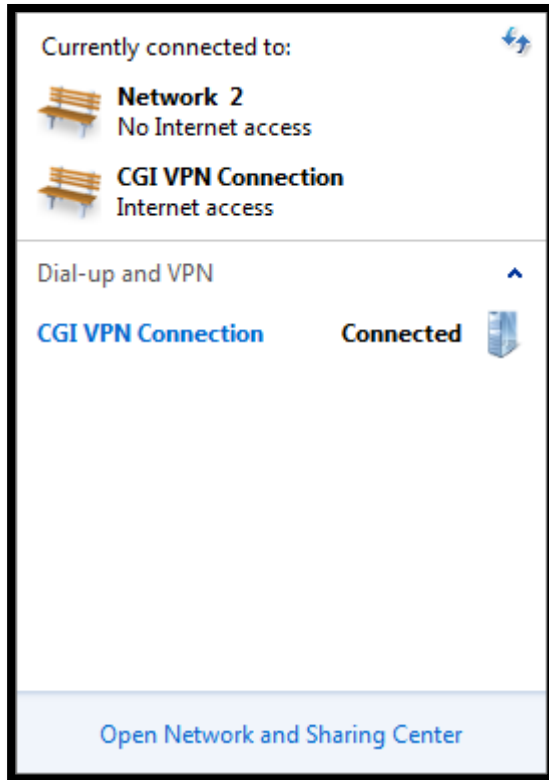 Currently connected to:
Network 2
No Internet access
CGI VPN Connection
Internet access
Dial-up and VPN
CGI VPN Connection Connected
Open Network and Sharing Center